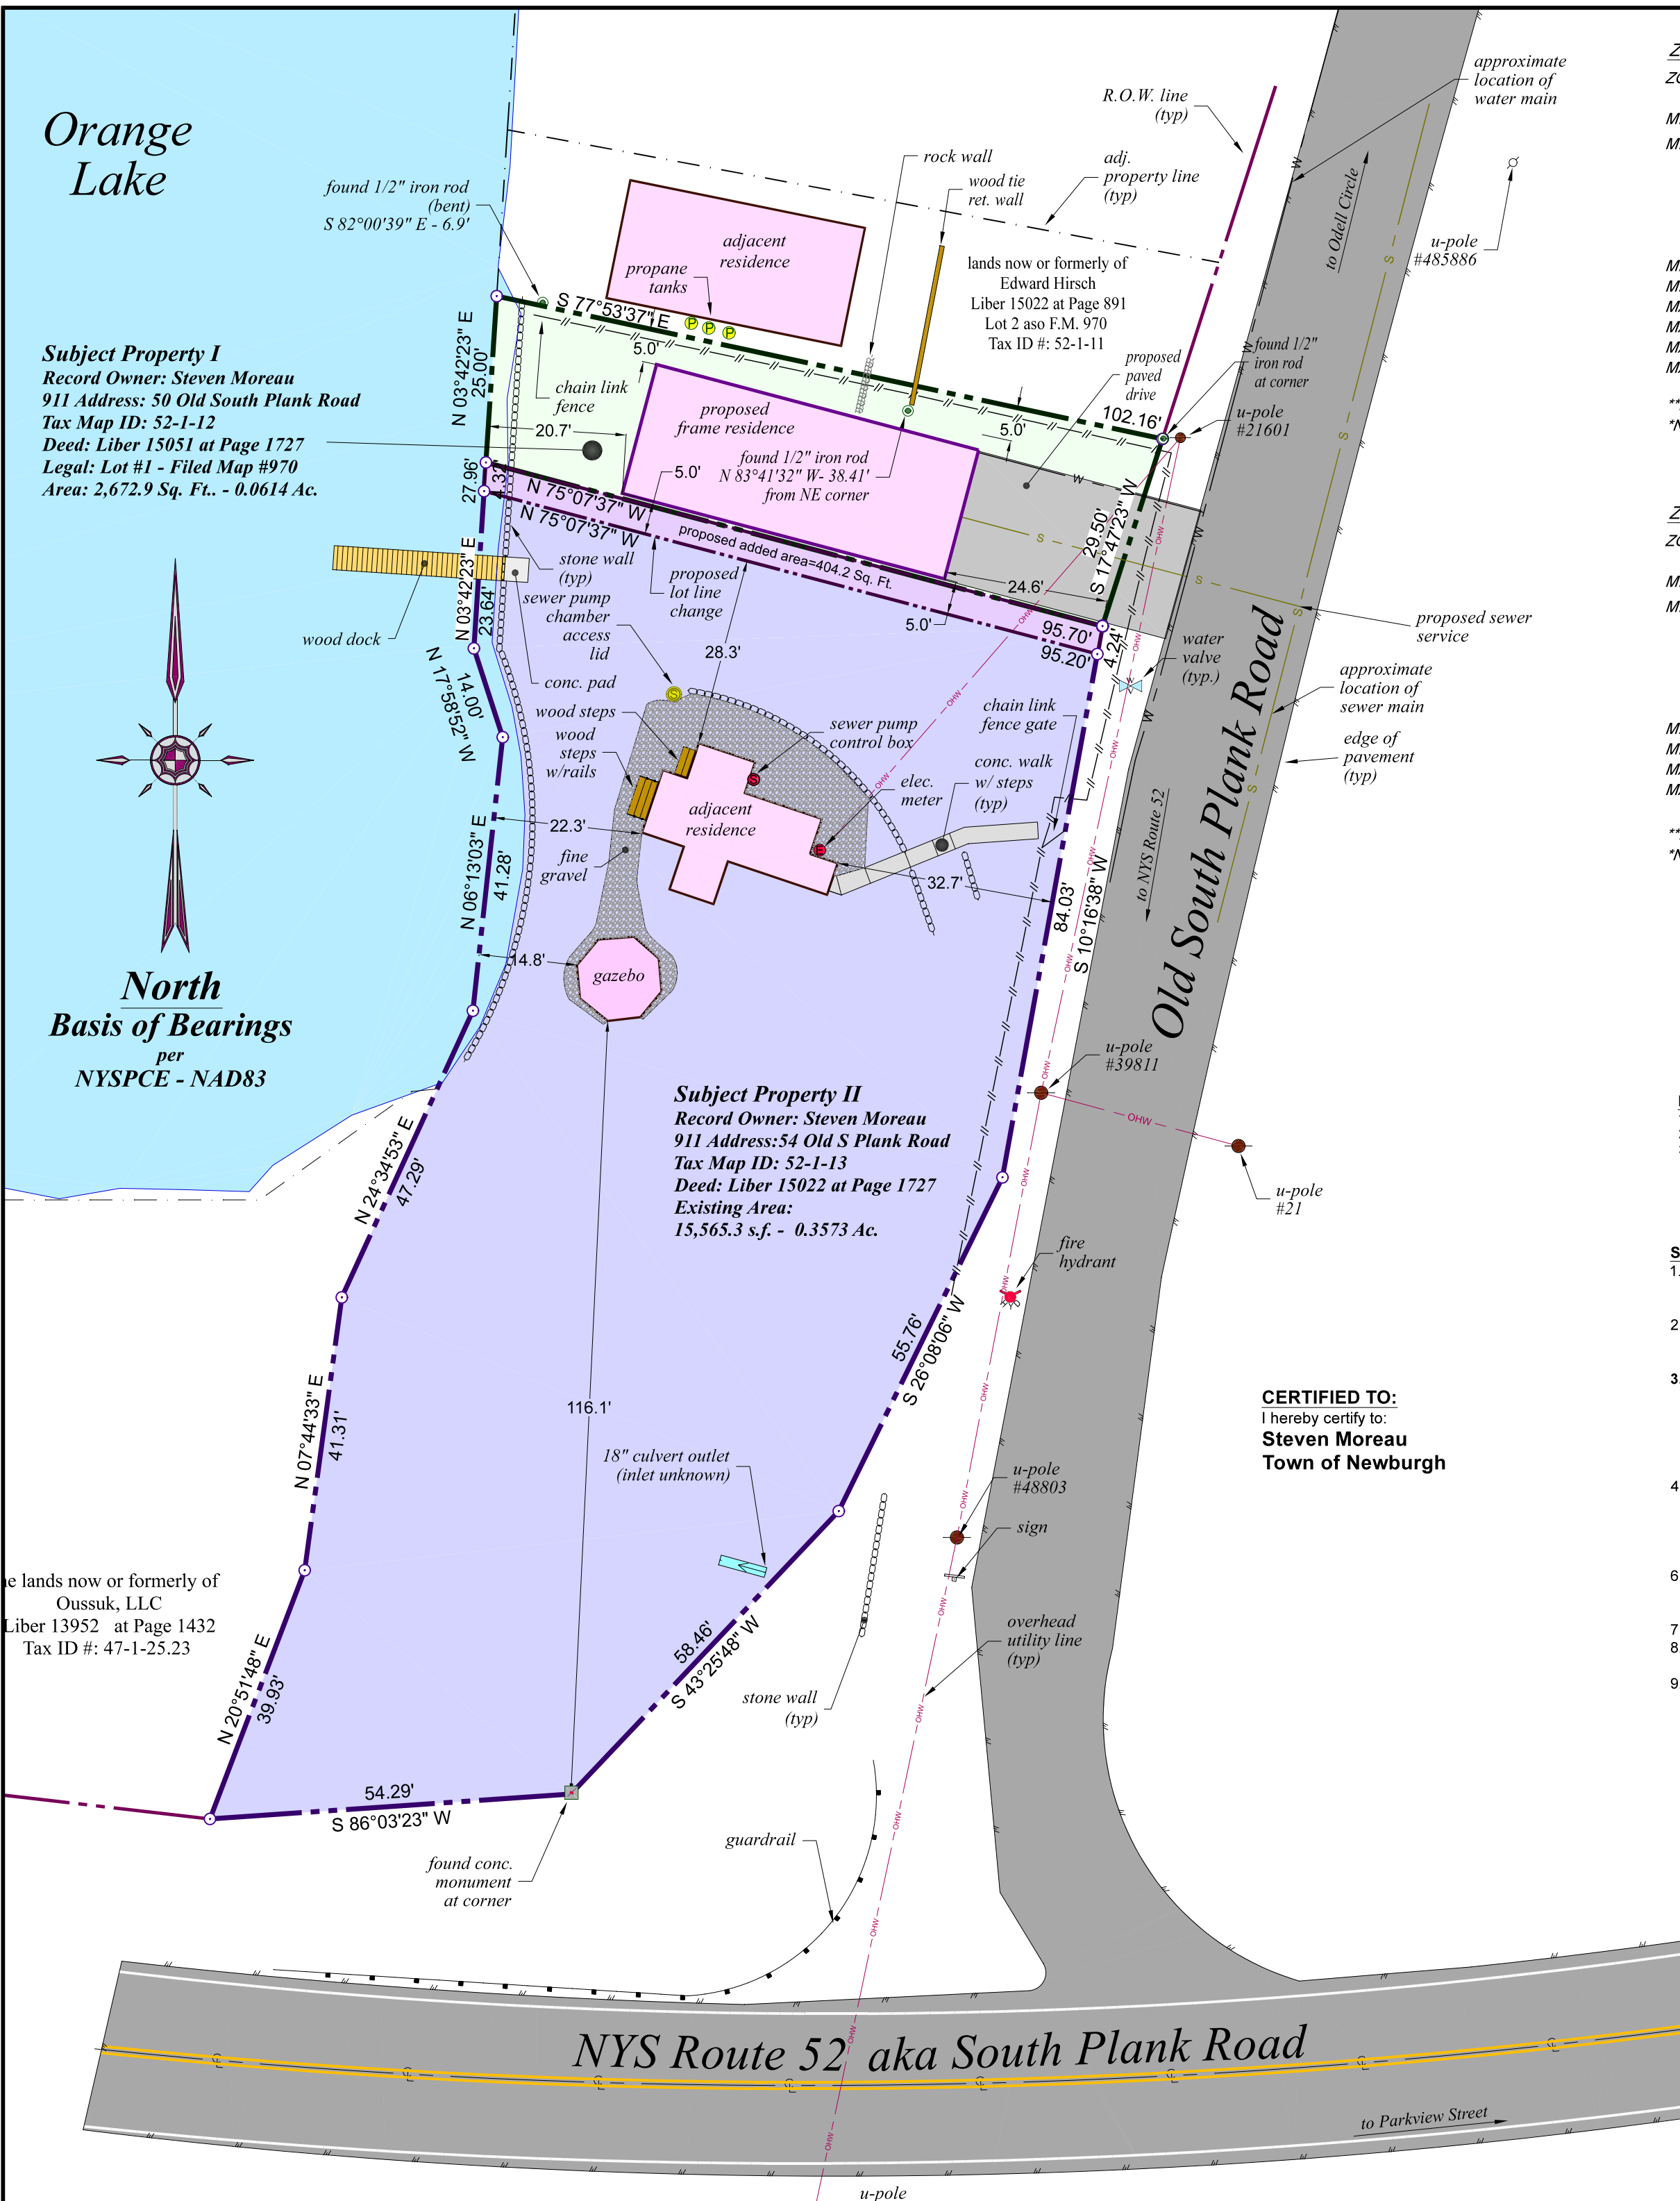 Orange
Lake
found 1/2" iron rod
(bent)
S 82°00'39" E - 6.9'
Subject Property I
Record Owner: Steven Moreau
911 Address: 50 Old South Plank Road
Tax Map ID: 52-1-12
Deed: Liber 15051 at Page 1727
Legal: Lot #1 - Filed Map #970
Area: 2,672.9 Sq. Ft.. - 0.0614 Ac.
R.O.W. line
(typ)
approximate
location of
water main
rock wall
wood tie
ret. wall
adj.
property line
(typ)
to Odell Circle
u-pole
#485886
adjacent
residence
propane
tanks
P
P
P
lands now or formerly of
Edward Hirsch
Liber 15022 at Page 891
Lot 2 aso F.M. 970
Tax ID #: 52-1-11
S 77°53'37" E
102.16'
5.0'
5.0'
N 03°42'23" E
25.00'
chain link
fence
20.7'
proposed
frame residence
found 1/2" iron rod
N 83°41'32" W- 38.41'
from NE corner
proposed
paved
drive
found 1/2"
iron rod
at corner
u-pole
#21601
27.96'
4.32'
N 75°07'37" W
N 75°07'37" W
5.0'
proposed added area=404.2 Sq. Ft.
24.6'
5.0'
95.70'
95.20'
29.50'
S 17°47'23" W
4.24'
N 03°42'23" E
23.64'
wood dock
stone wall
(typ)
sewer pump
chamber
access
lid
conc. pad
proposed
lot line
change
28.3'
N 17°58'52" W
14.00'
wood steps
wood
steps
w/rails
S
sewer pump
control box
S
elec.
meter
E
chain link
fence gate
conc. walk
w/ steps
(typ)
water
valve
(typ.)
proposed sewer
service
approximate
location of
sewer main
edge of
pavement
(typ)
to NYS Route 52
Old South Plank Road
22.3'
adjacent
residence
fine
gravel
32.7'
N 06°13'03" E
41.28'
84.03'
S 10°16'38" W
14.8'
gazebo
North
Basis of Bearings
per
NYSPCE - NAD83
u-pole
#39811
OHW
u-pole
#21
Subject Property II
Record Owner: Steven Moreau
911 Address:54 Old S Plank Road
Tax Map ID: 52-1-13
Deed: Liber 15022 at Page 1727
Existing Area:
15,565.3 s.f. - 0.3573 Ac.
N 24°34'53" E
47.29'
fire
hydrant
55.76'
S 26°08'06" W
N 07°44'33" E
41.31'
116.1'
CERTIFIED TO:
I hereby certify to:
Steven Moreau
Town of Newburgh
18" culvert outlet
(inlet unknown)
u-pole
#48803
sign
lands now or formerly of
Oussuk, LLC
Liber 13952 at Page 1432
Tax ID #: 47-1-25.23
N 20°51'48" E
39.93'
58.46'
S 43°25'48" W
overhead
utility line
(typ)
stone wall
(typ)
54.29'
S 86°03'23" W
guardrail
found conc.
monument
at corner
NYS Route 52 aka South Plank Road
to Parkview Street
u-pole